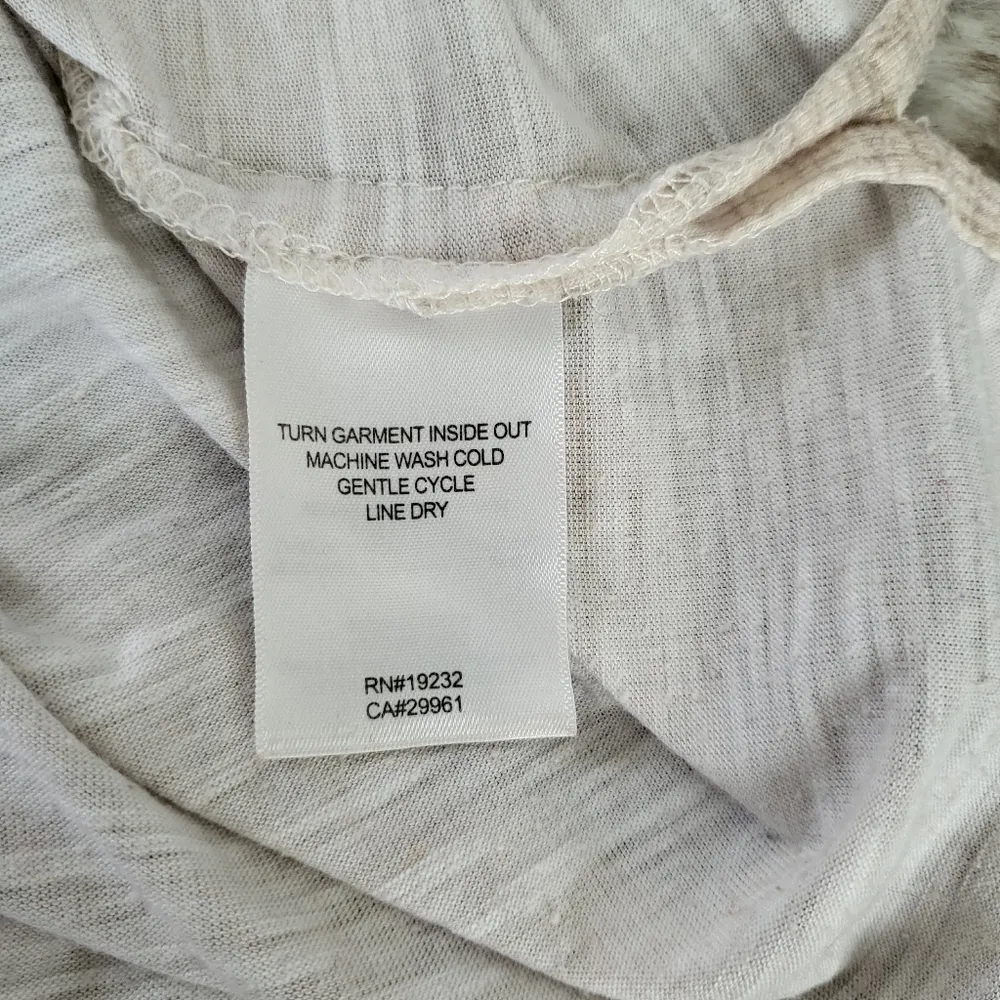 TURN GARMENT INSIDE OUT
MACHINE WASH COLD
GENTLE CYCLE
LINE DRY
RN#19232
CA#29961